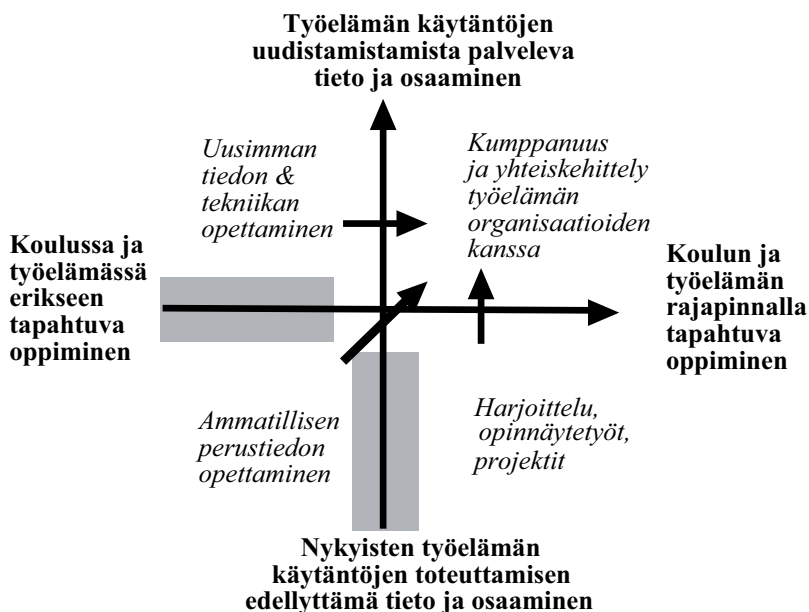 Työelämän käytäntöjen
uudistamistamista palveleva
tieto ja osaaminen
Uusimman
tiedon &
tekniikan
opettaminen
Kumppanuus
ja yhteiskehittely
työelämän
organisaatioiden
kanssa
Koulussa ja
työelämässä
erikseen
tapahtuva
oppiminen
Koulun ja
työelämän
rajapinnalla
tapahtuva
oppiminen
Ammatillisen
perustiedon
opettaminen
Harjoittelu,
opinnäytetyöt,
projektit
Nykyisten työelämän
käytäntöjen toteuttamisen
edellyttämä tieto ja osaaminen